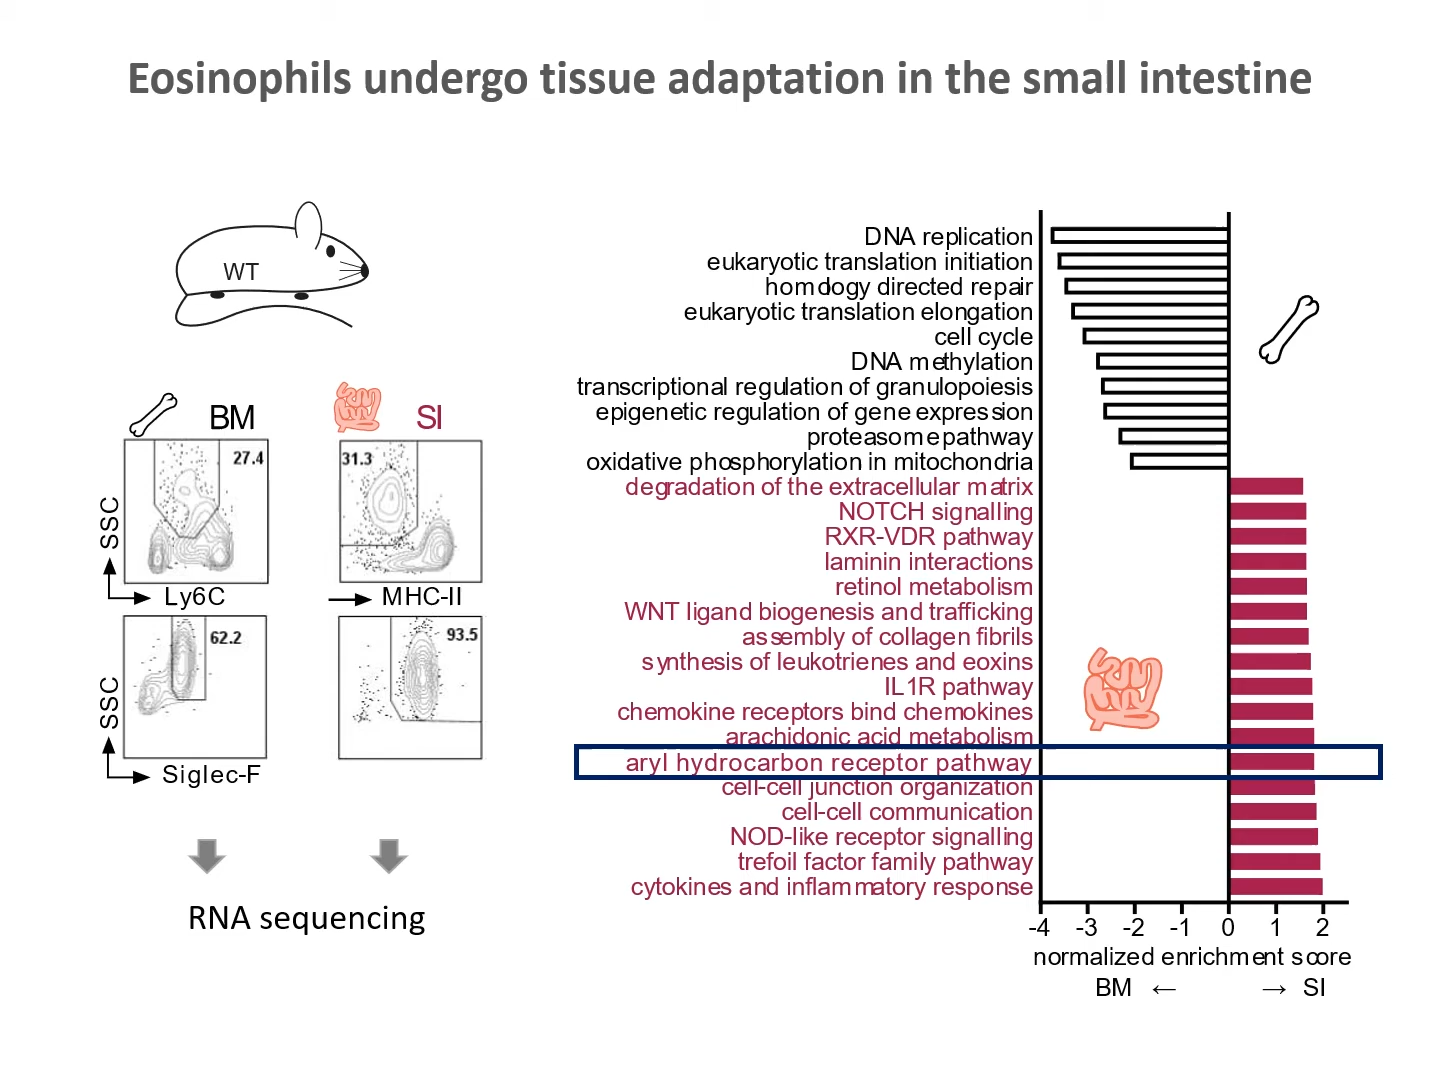 Eosinophils undergo tissue adaptation in the small intestine
WT
BM
SI
27.4
31.3
SSC
Ly6C
MHC-II
62.2
93.5
SSC
Siglec-F
RNA sequencing
DNA replication
eukaryotic translation initiation
homology directed repair
eukaryotic translation elongation
cell cycle
DNA methylation
transcriptional regulation of granulopoiesis
epigenetic regulation of gene expression
proteasome pathway
oxidative phosphorylation in mitochondria
degradation of the extracellular matrix
NOTCH signalling
RXR-VDR pathway
laminin interactions
retinol metabolism
WNT ligand biogenesis and trafficking
assembly of collagen fibrils
synthesis of leukotrienes and eoxins
IL1R pathway
chemokine receptors bind chemokines
arachidonic acid metabolism
aryl hydrocarbon receptor pathway
cell-cell junction organization
cell-cell communication
NOD-like receptor signalling
trefoil factor family pathway
cytokines and inflammatory response
-4 -3 -2 -1 0 1 2
normalized enrichment score
BM ← → SI